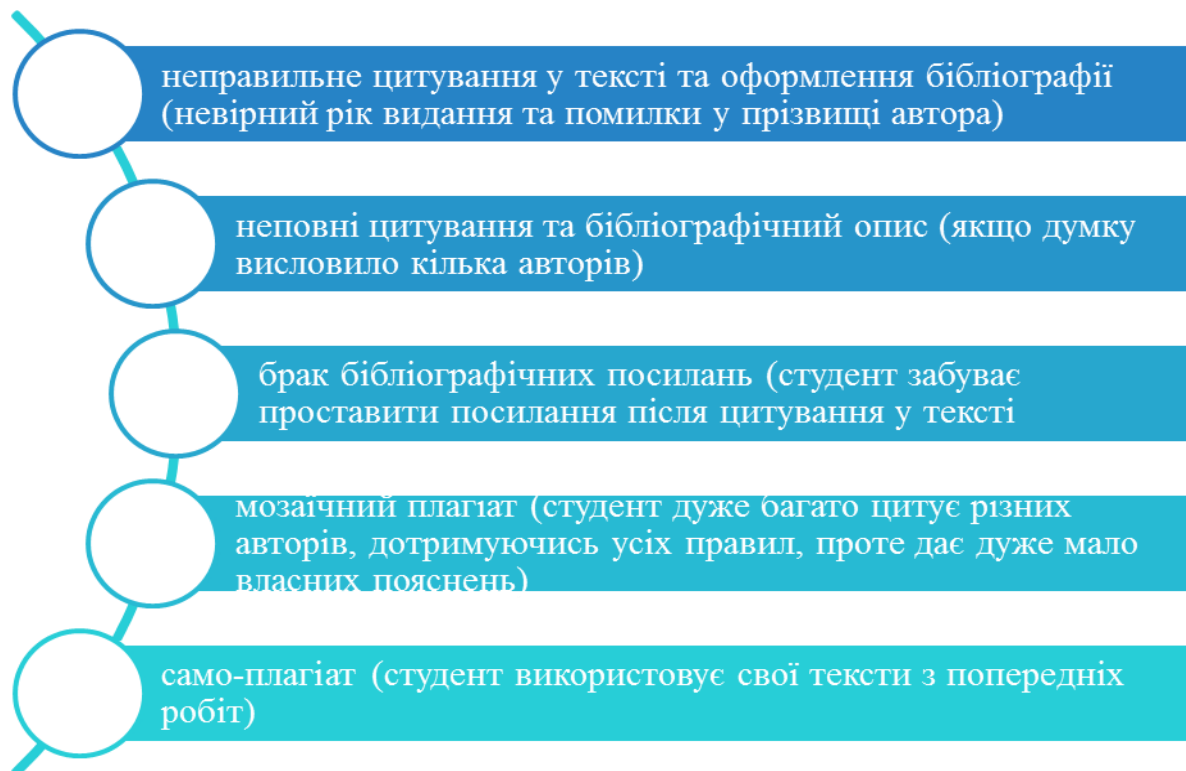 неправильне цитування у тексті та оформлення бібліографії
(невірний рік видання та помилки у прізвищі автора)
неповні цитування та бібліографічний опис (якщо думку
висловило кілька авторів)
брак бібліографічних посилань (студент забуває
проставити посилання після цитування у тексті
мозаїчний плагіат (студент дуже багато цитує різних
авторів, дотримуючись усіх правил, проте дає дуже мало
власних пояснень)
само-плагіат (студент використовує свої тексти з попередніх
робіт)